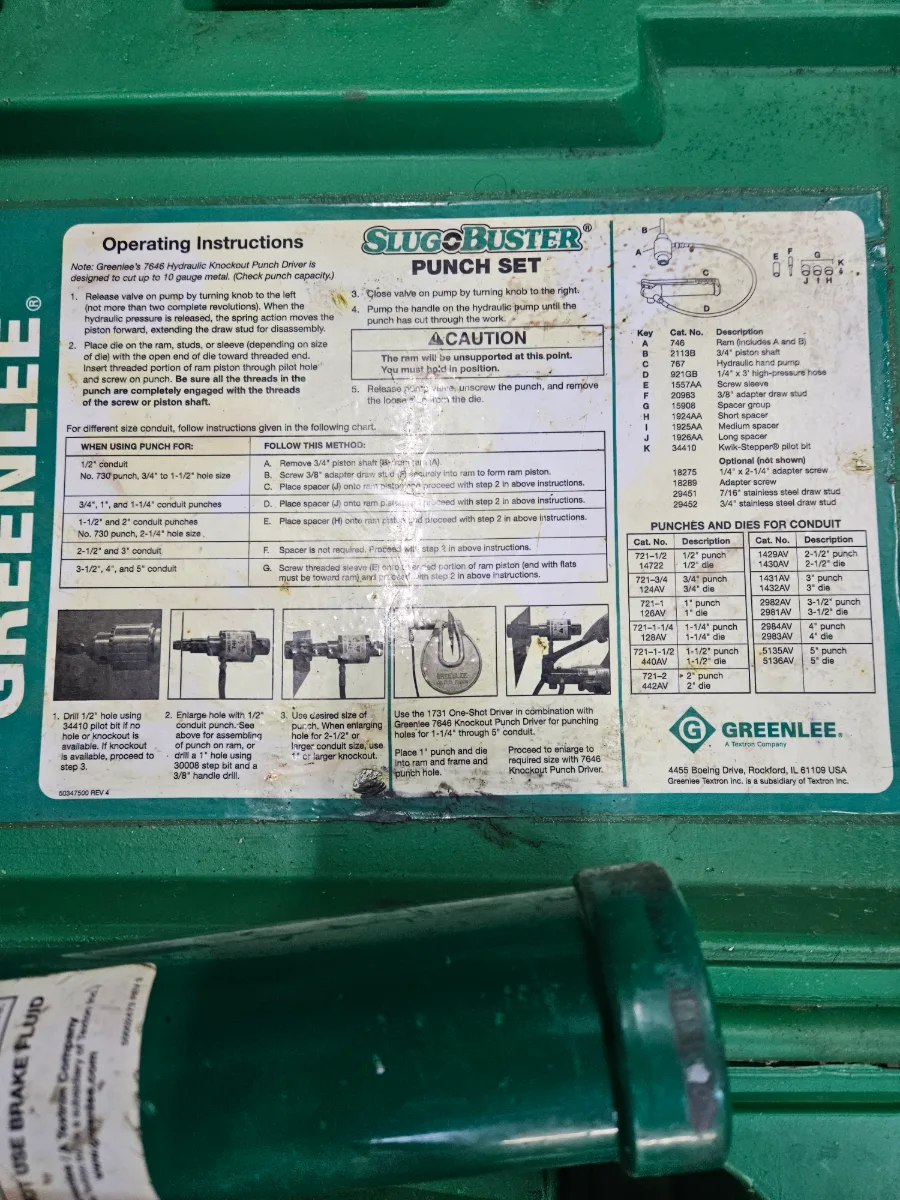 GREENLEE®
Operating Instructions
Note: Greenlee's 7646 Hydraulic Knockout Punch Driver is
designed to cut up to 10 gauge metal. (Check punch capacity.)
1. Release valve on pump by turning knob to the left
(not more than two complete revolutions). When the
hydraulic pressure is released, the spring action moves the
piston forward, extending the draw stud for disassembly.
2. Place die on the ram, studs, or sleeve (depending on size
of die) with the open end of die toward threaded end.
Insert threaded portion of ram piston through pilot hole
and screw on punch. Be sure all the threads in the
punch are completely engaged with the threads
of the screw or piston shaft.
SLUG BUSTER®
PUNCH SET
3. Close valve on pump by turning knob to the right.
4. Pump the handle on the hydraulic pump until the
punch has cut through the work.
CAUTION
The ram will be unsupported at this point.
You must hold in position.
5. Release pump valve, unscrew the punch, and remove
the loose from the die.
For different size conduit, follow instructions given in the following chart.
WHEN USING PUNCH FOR: FOLLOW THIS METHOD:
1/2" conduit
No. 730 punch, 3/4" to 1-1/2" hole size
A. Remove 3/4" piston shaft (B) from ram (A).
B. Screw 3/8" adapter draw stud (F) securely into ram to form ram piston.
C. Place spacer (J) onto ram piston and proceed with step 2 in above instructions.
3/4", 1", and 1-1/4" conduit punches D. Place spacer (J) onto ram piston and proceed with step 2 in above instructions.
1-1/2" and 2" conduit punches
No. 730 punch, 2-1/4" hole size
E. Place spacer (H) onto ram piston and proceed with step 2 in above instructions.
2-1/2" and 3" conduit F. Spacer is not required. Proceed with step 2 in above instructions.
3-1/2", 4", and 5" conduit G. Screw threaded sleeve (E) onto threaded portion of ram piston (end with flats
must be toward ram) and proceed with step 2 in above instructions.
1. Drill 1/2" hole using
34410 pilot bit if no
hole or knockout is
available. If knockout
is available, proceed to
step 3.
2. Enlarge hole with 1/2"
conduit punch. See
above for assembling
of punch on ram, or
drill a 1" hole using
30008 step bit and a
3/8" handle drill.
3. Use desired size of
punch. When enlarging
hole for 2-1/2" or
larger conduit size, use
1" or larger knockout.
Use the 1731 One-Shot Driver in combination with
Greenlee 7646 Knockout Punch Driver for punching
holes for 1-1/4" through 5" conduit.
Place 1" punch and die
into ram and frame and
punch hole.
Proceed to enlarge to
required size with 7646
Knockout Punch Driver.
50347500 REV 4
B
A
C
D
E F G K
J I H
Key Cat. No. Description
A 746 Ram (includes A and B)
B 2113B 3/4" piston shaft
C 767 Hydraulic hand pump
D 921GB 1/4" x 3' high-pressure hose
E 1557AA Screw sleeve
F 20963 3/8" adapter draw stud
G 15908 Spacer group
H 1924AA Short spacer
I 1925AA Medium spacer
J 1926AA Long spacer
K 34410 Kwik-Stepper® pilot bit
Optional (not shown)
18275 1/4" x 2-1/4" adapter screw
18289 Adapter screw
29451 7/16" stainless steel draw stud
29452 3/4" stainless steel draw stud
PUNCHES AND DIES FOR CONDUIT
Cat. No. Description Cat. No. Description
721-1/2 1/2" punch 1429AV 2-1/2" punch
14722 1/2" die 1430AV 2-1/2" die
721-3/4 3/4" punch 1431AV 3" punch
124AV 3/4" die 1432AV 3" die
721-1 1" punch 2982AV 3-1/2" punch
126AV 1" die 2981AV 3-1/2" die
721-1-1/4 1-1/4" punch 2984AV 4" punch
128AV 1-1/4" die 2983AV 4" die
721-1-1/2 1-1/2" punch 5135AV 5" punch
440AV 1-1/2" die 5136AV 5" die
721-2 2" punch
442AV 2" die
G GREENLEE®
A Textron Company
4455 Boeing Drive, Rockford, IL 61109 USA
Greenlee Textron Inc. is a subsidiary of Textron Inc.
USE BRAKE FLUID
/ A Textron Company
a subsidiary of Textron Inc.
www.greenlee.com